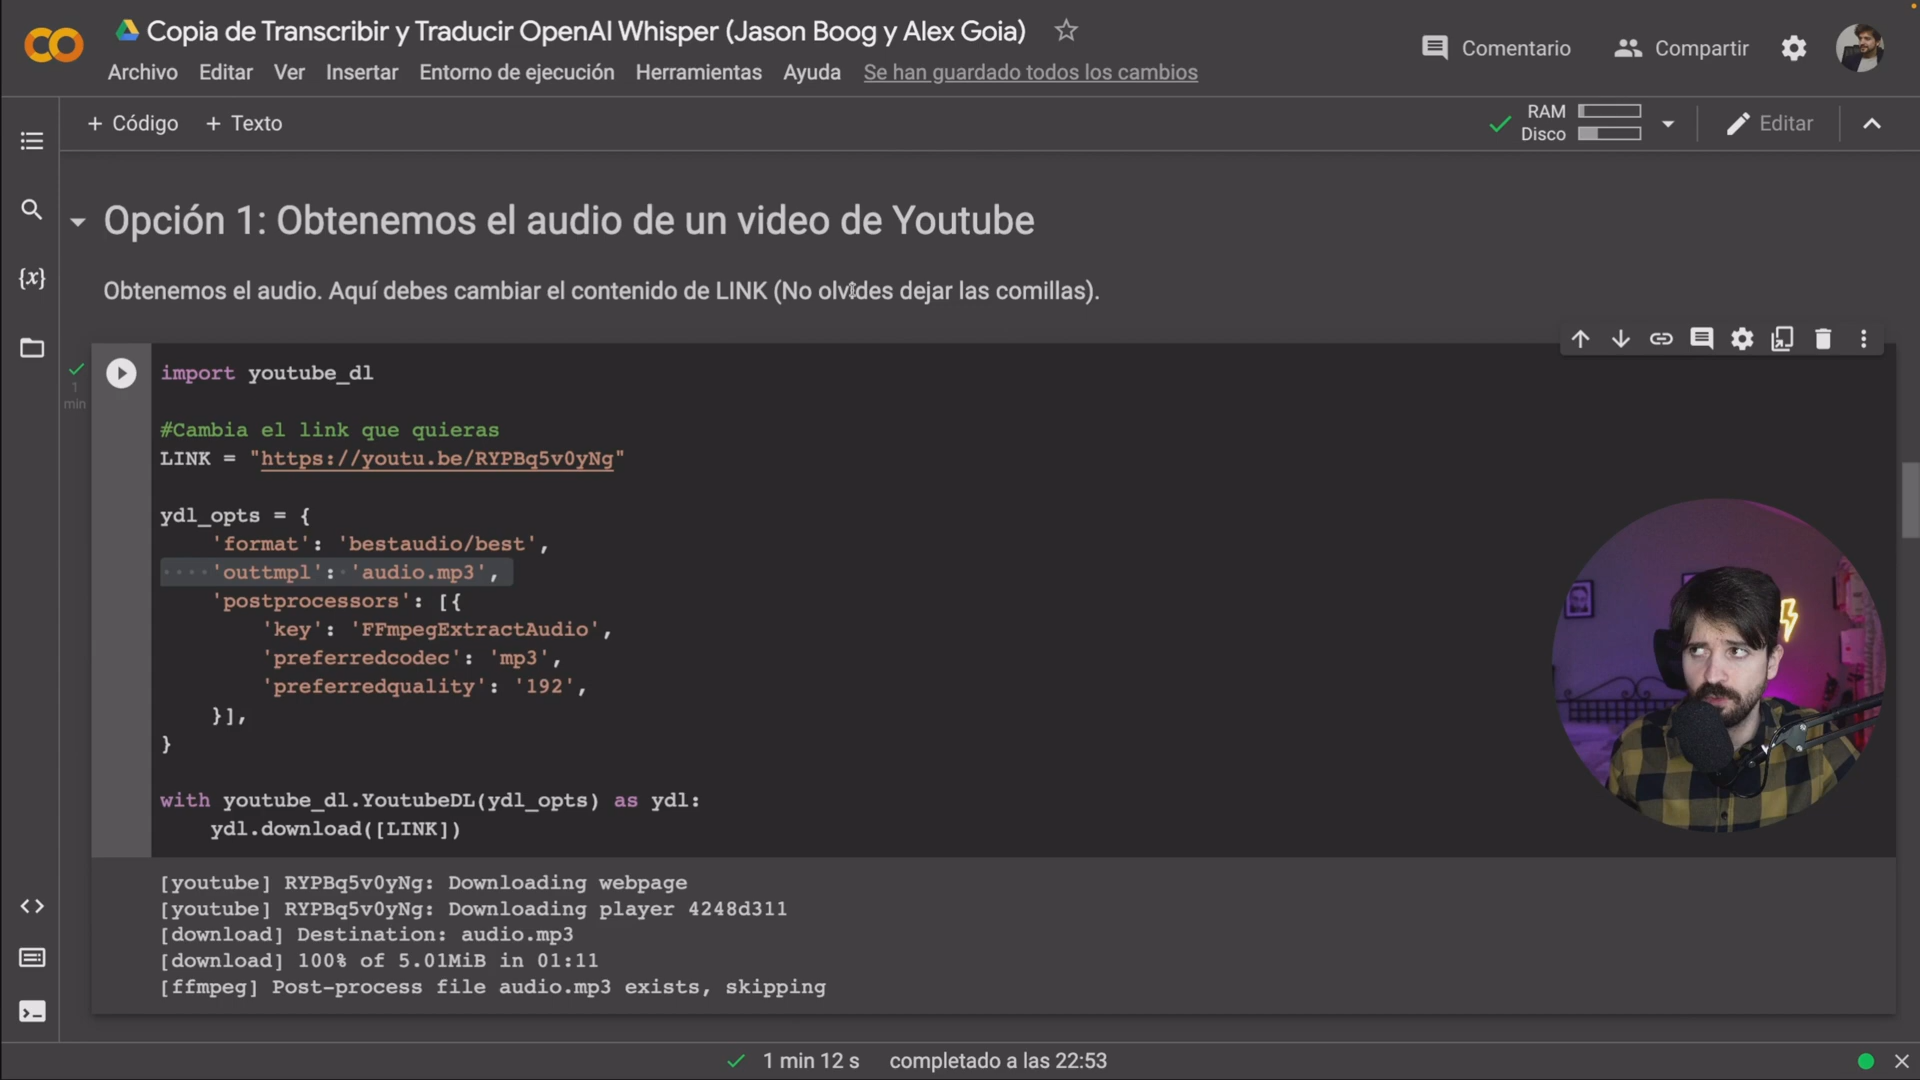 Copia de Transcribir y Traducir OpenAI Whisper (Jason Boog y Alex Goia)
Comentario
Compartir
Archivo
Editar
Ver
Insertar
Entorno de ejecución
Herramientas
Ayuda
Se han guardado todos los cambios
+ Código
+ Texto
RAM
Disco
Editar
{x}
Opción 1: Obtenemos el audio de un video de Youtube
Obtenemos el audio. Aquí debes cambiar el contenido de LINK (No olvides dejar las comillas).
1
min
import youtube_dl
#Cambia el link que quieras
LINK = "https://youtu.be/RYPBq5v0yNg"
ydl_opts = {
    'format': 'bestaudio/best',
    'outtmpl': 'audio.mp3',
    'postprocessors': [{
        'key': 'FFmpegExtractAudio',
        'preferredcodec': 'mp3',
        'preferredquality': '192',
    }],
}
with youtube_dl.YoutubeDL(ydl_opts) as ydl:
    ydl.download([LINK])
[youtube] RYPBq5v0yNg: Downloading webpage
[youtube] RYPBq5v0yNg: Downloading player 4248d311
[download] Destination: audio.mp3
[download] 100% of 5.01MiB in 01:11
[ffmpeg] Post-process file audio.mp3 exists, skipping
1 min 12 s
completado a las 22:53